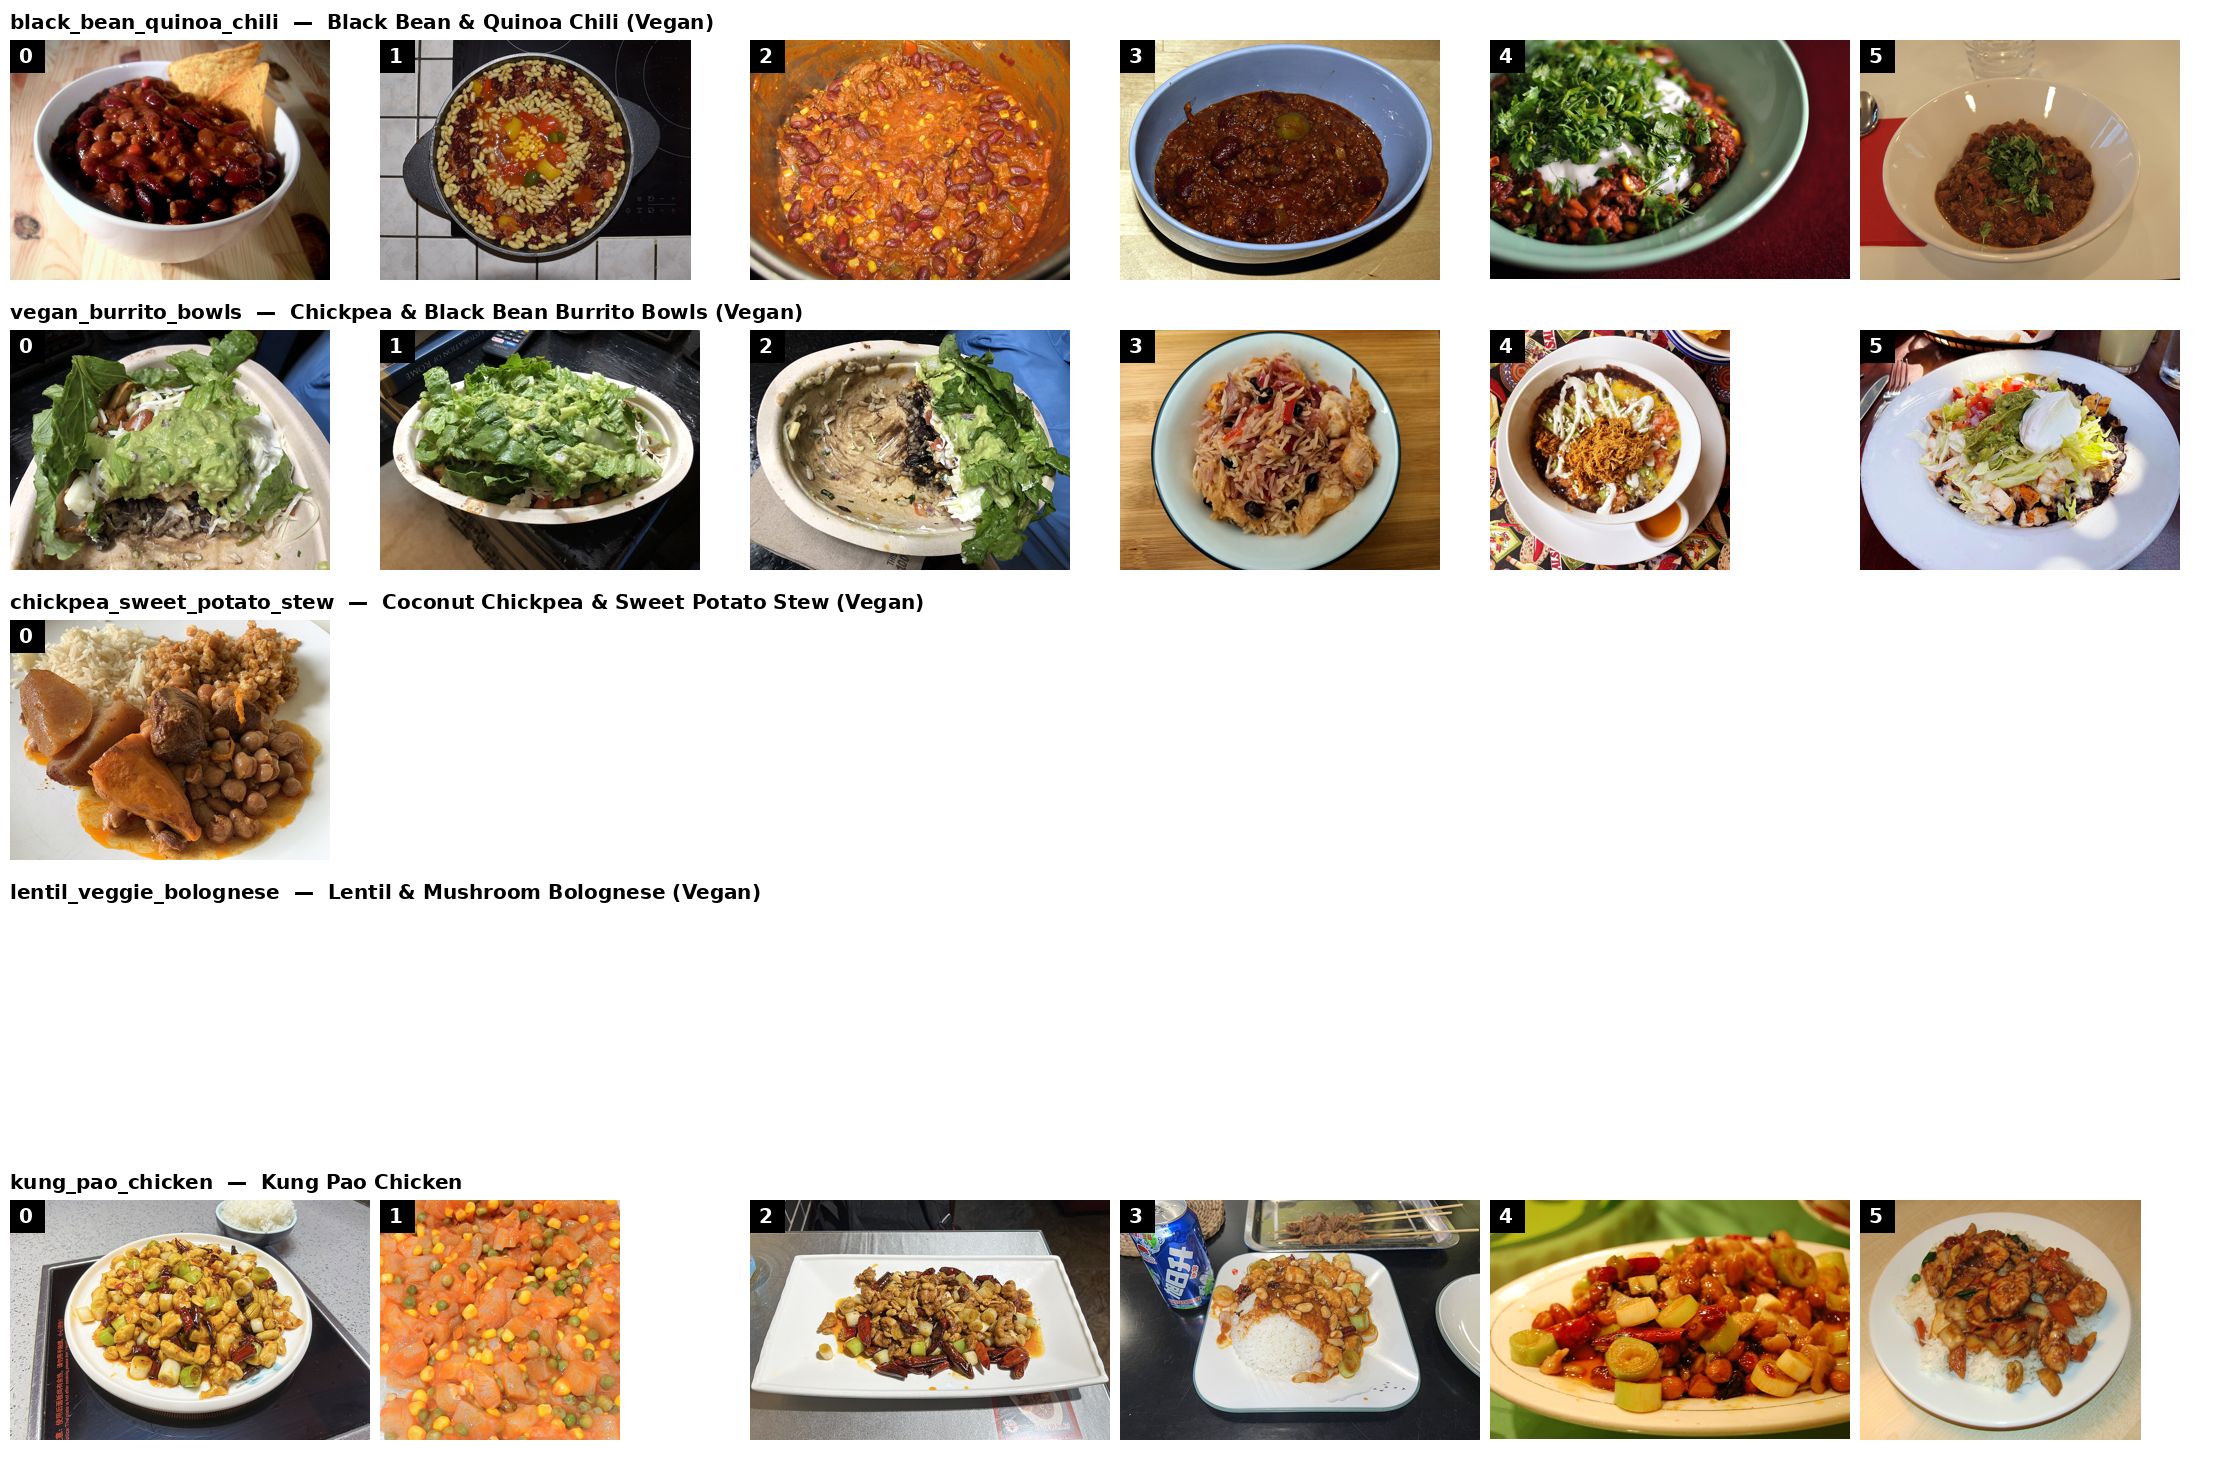 black_bean_quinoa_chili — Black Bean & Quinoa Chili (Vegan)
0 1 2 3 4 5
vegan_burrito_bowls — Chickpea & Black Bean Burrito Bowls (Vegan)
0 1 2 3 4 5
chickpea_sweet_potato_stew — Coconut Chickpea & Sweet Potato Stew (Vegan)
0
lentil_veggie_bolognese — Lentil & Mushroom Bolognese (Vegan)
kung_pao_chicken — Kung Pao Chicken
0 1 2 3 4 5